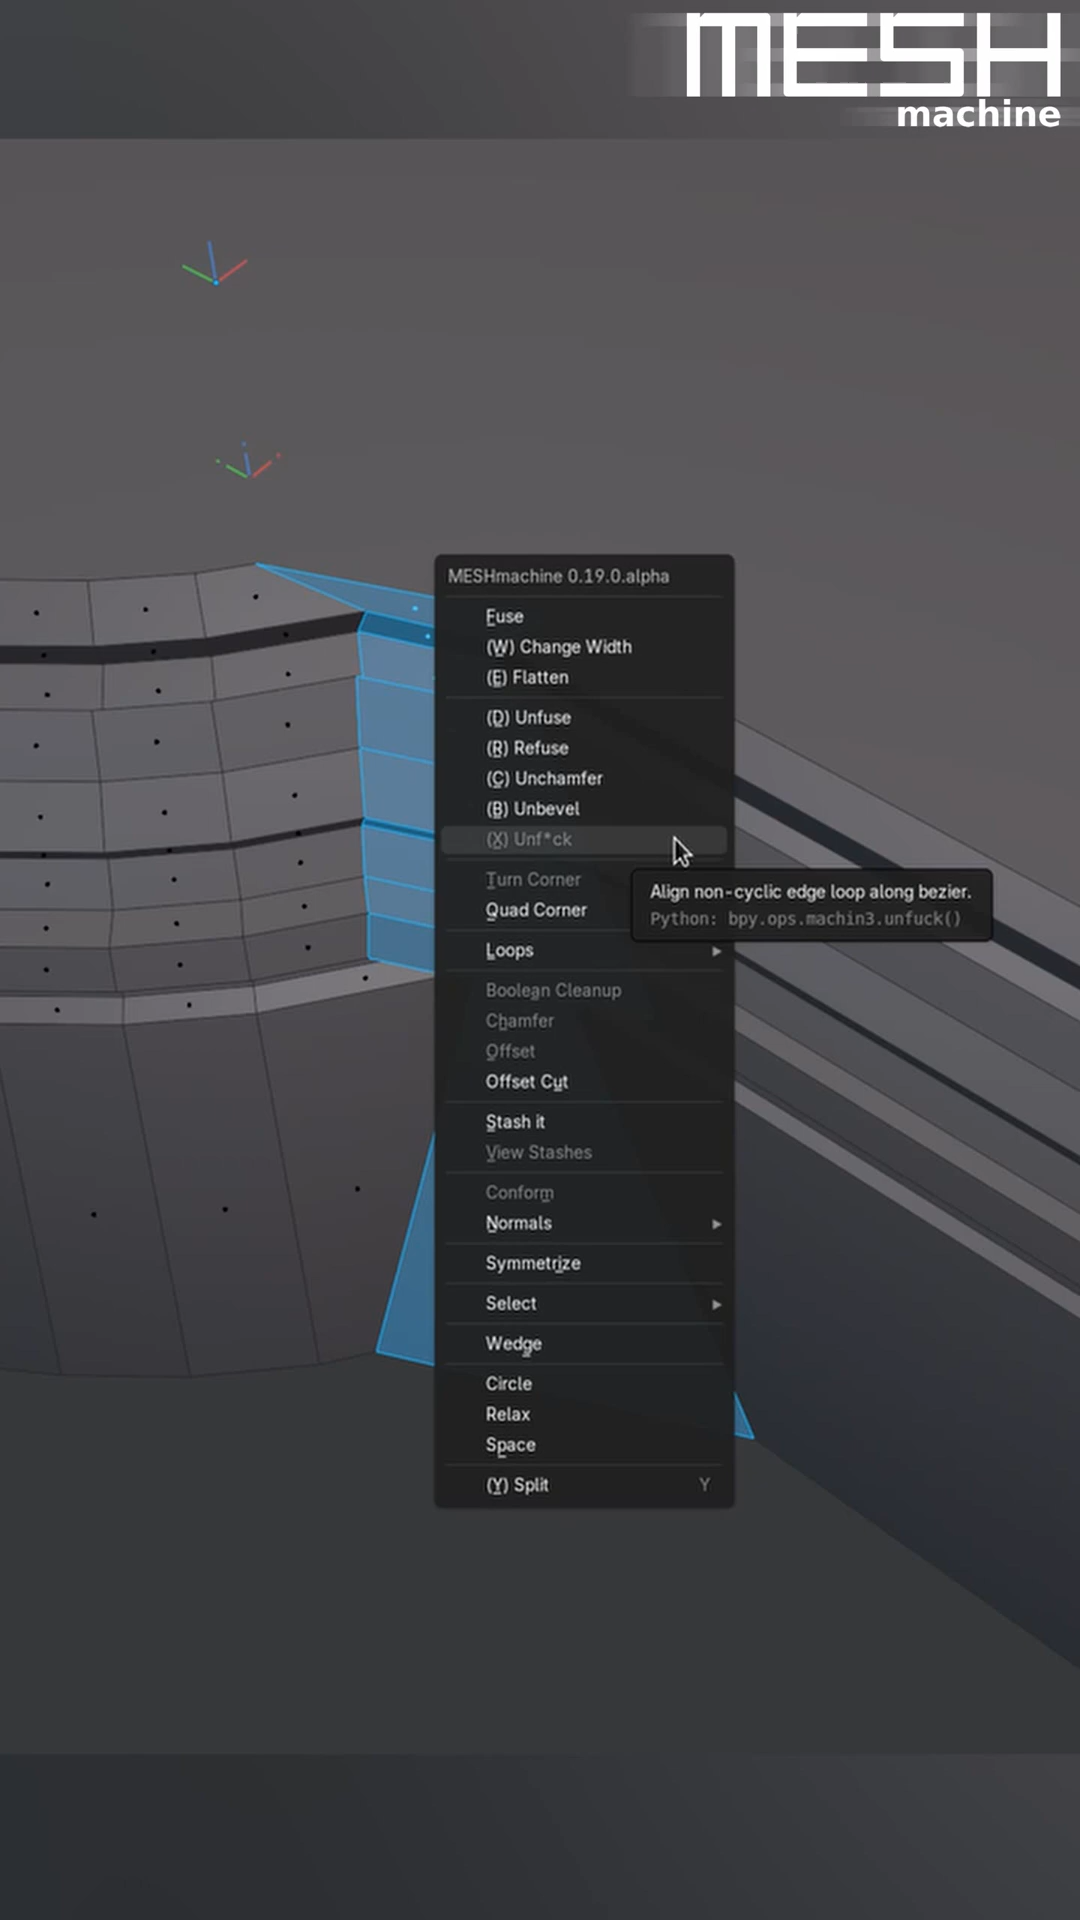 MESH
machine
MESHmachine 0.19.0.alpha
Fuse
(W) Change Width
(E) Flatten
(D) Unfuse
(R) Refuse
(C) Unchamfer
(B) Unbevel
(X) Unf*ck
Turn Corner
Quad Corner
Align non-cyclic edge loop along bezier.
Python: bpy.ops.machin3.unfuck()
Loops
Boolean Cleanup
Chamfer
Offset
Offset Cut
Stash it
View Stashes
Conform
Normals
Symmetrize
Select
Wedge
Circle
Relax
Space
(Y) Split Y